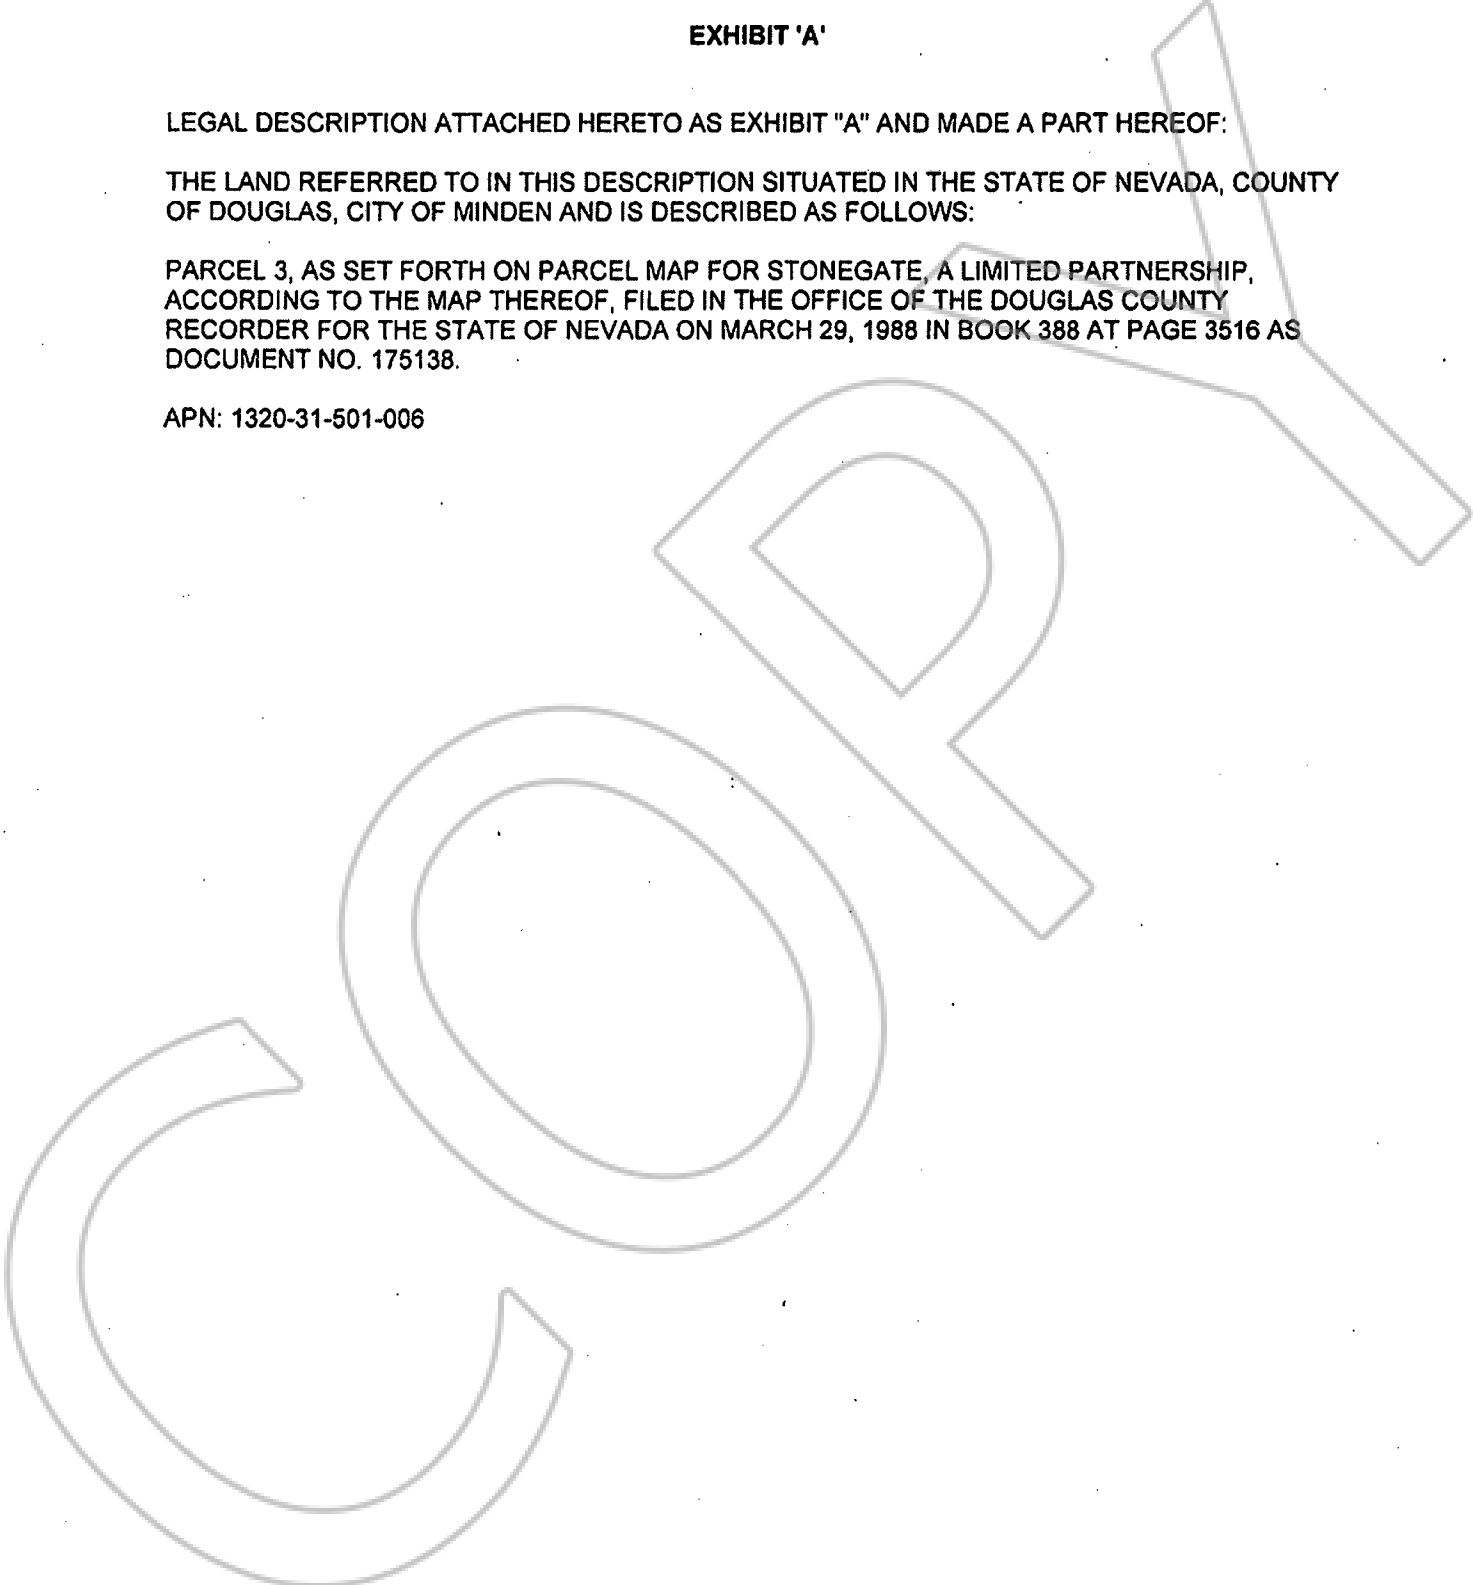 EXHIBIT 'A'
LEGAL DESCRIPTION ATTACHED HERETO AS EXHIBIT "A" AND MADE A PART HEREOF:
THE LAND REFERRED TO IN THIS DESCRIPTION SITUATED IN THE STATE OF NEVADA, COUNTY
OF DOUGLAS, CITY OF MINDEN AND IS DESCRIBED AS FOLLOWS:
PARCEL 3, AS SET FORTH ON PARCEL MAP FOR STONEGATE, A LIMITED PARTNERSHIP,
ACCORDING TO THE MAP THEREOF, FILED IN THE OFFICE OF THE DOUGLAS COUNTY
RECORDER FOR THE STATE OF NEVADA ON MARCH 29, 1988 IN BOOK 388 AT PAGE 3516 AS
DOCUMENT NO. 175138.
APN: 1320-31-501-006
COPY